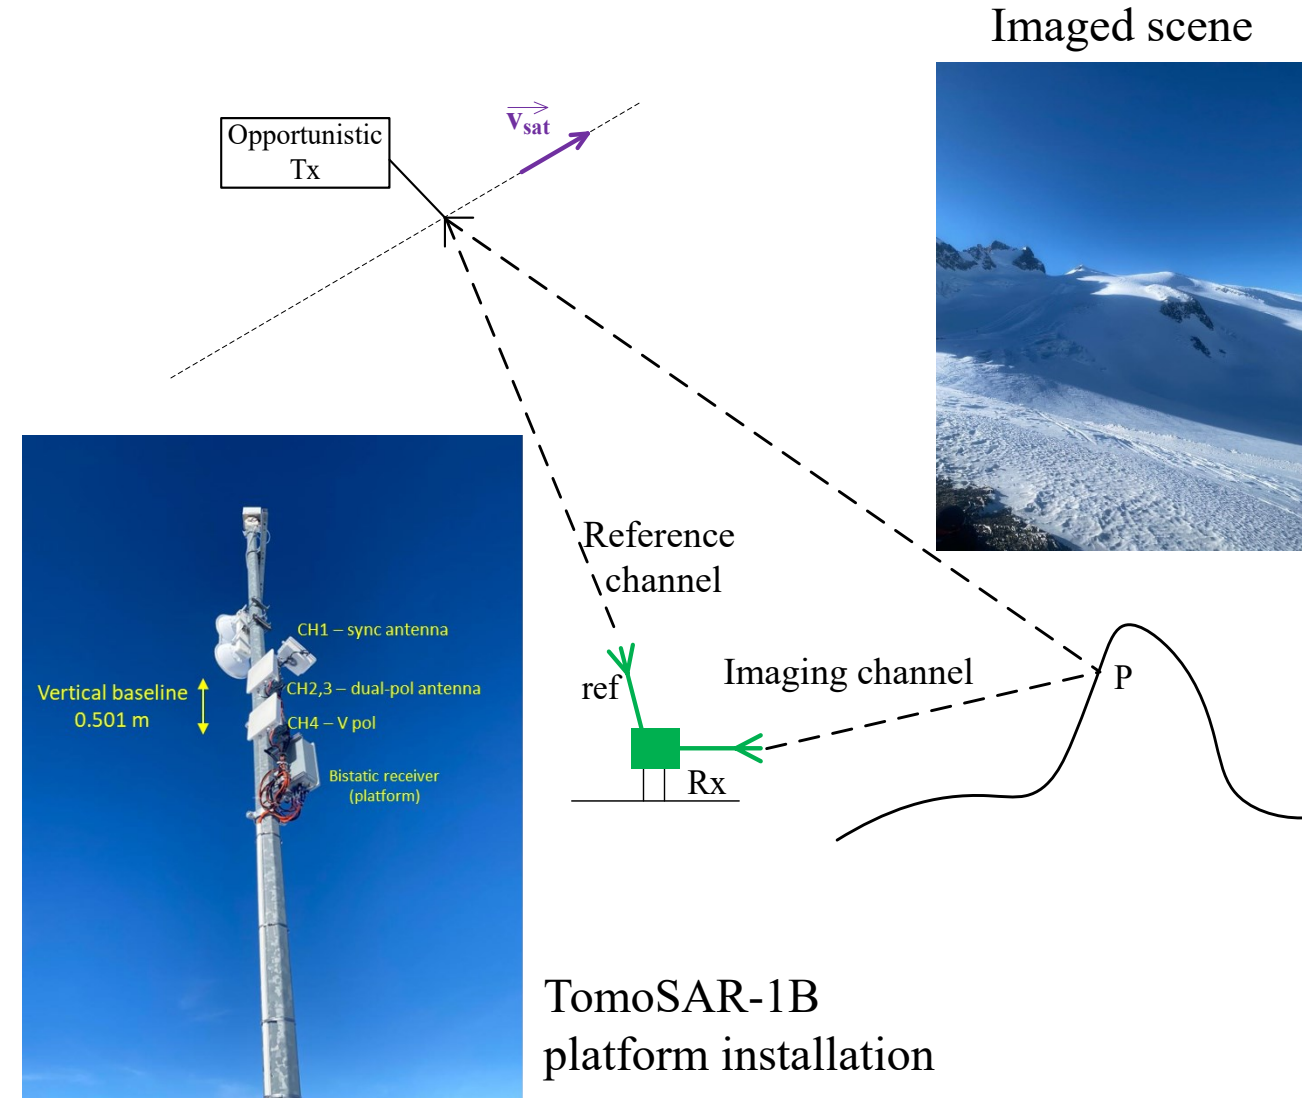 Imaged scene
v_sat
Opportunistic
Tx
Reference
channel
ref
Imaging channel
P
Rx
CH1 – sync antenna
CH2,3 – dual-pol antenna
CH4 – V pol
Vertical baseline
0.501 m
Bistatic receiver
(platform)
TomoSAR-1B
platform installation